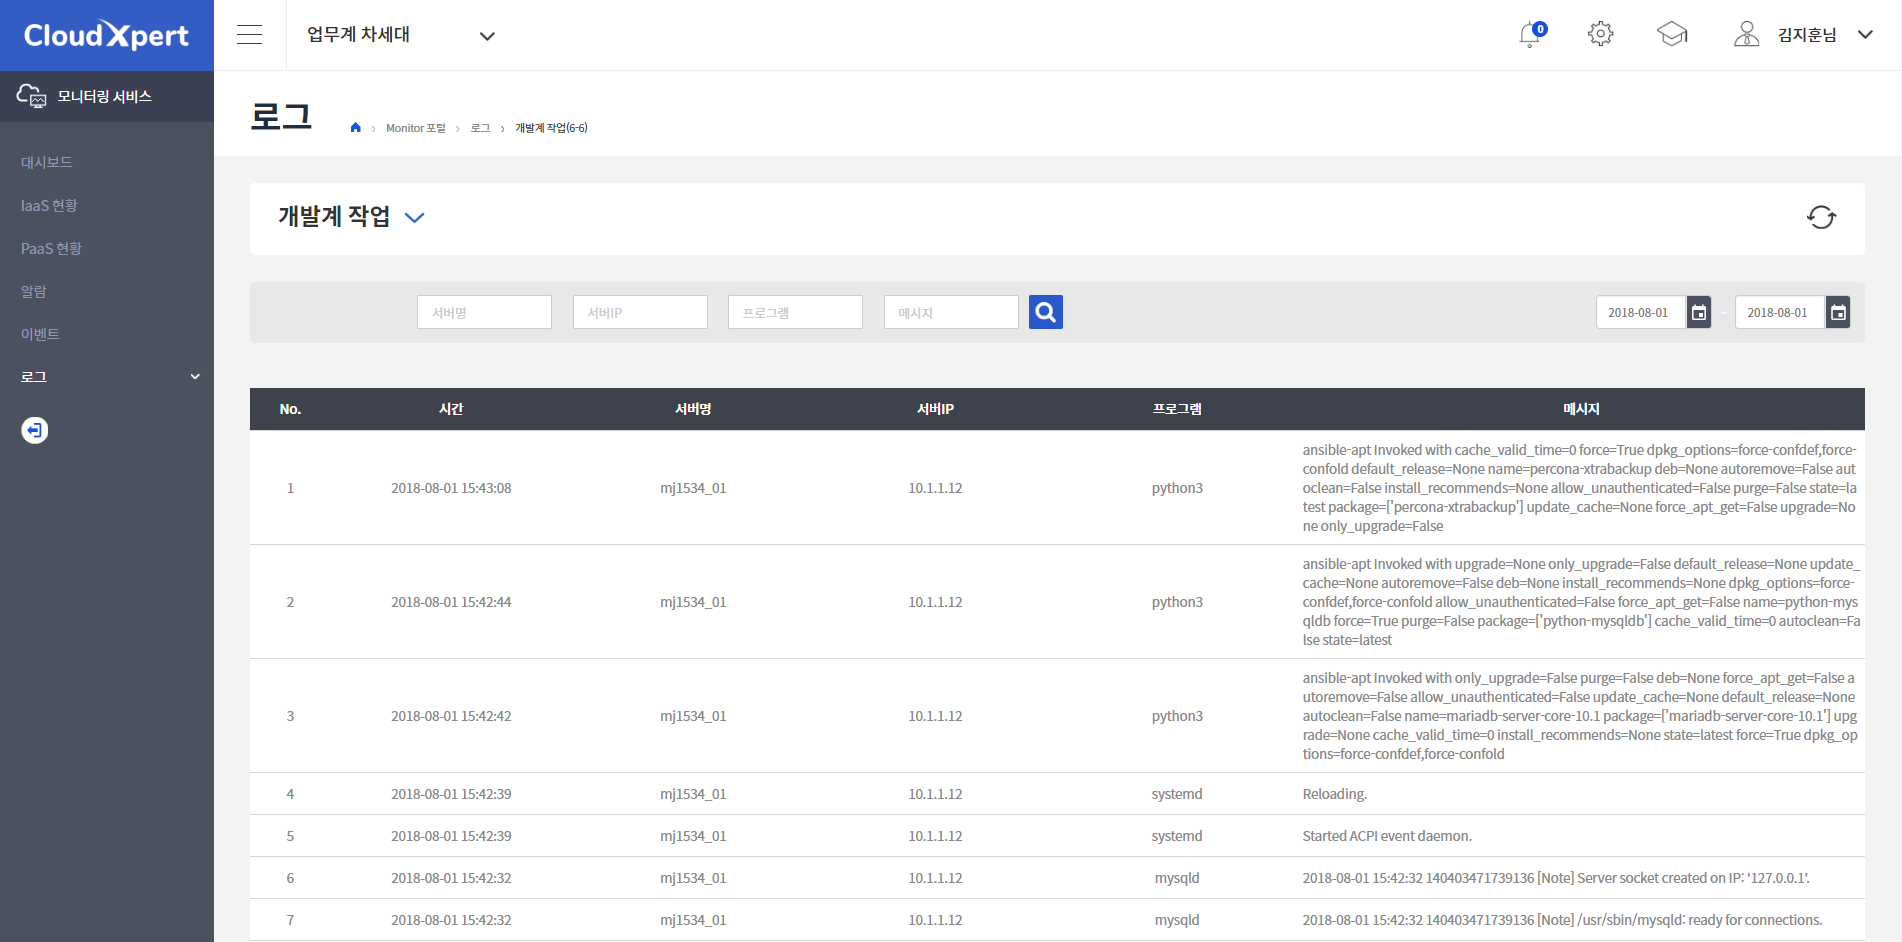 CloudXpert
업무계 차세대
0
김지훈님
모니터링 서비스
대시보드
IaaS 현황
PaaS 현황
알람
이벤트
로그
로그
Monitor 포털 > 로그 > 개발계 작업(6-6)
개발계 작업
서버명 서버IP 프로그램 메시지
2018-08-01 - 2018-08-01
No. 시간 서버명 서버IP 프로그램 메시지
1 2018-08-01 15:43:08 mj1534_01 10.1.1.12 python3
ansible-apt Invoked with cache_valid_time=0 force=True dpkg_options=force-confdef,force-
confold default_release=None name=percona-xtrabackup deb=None autoremove=False aut
oclean=False install_recommends=None allow_unauthenticated=False purge=False state=la
test package=['percona-xtrabackup'] update_cache=None force_apt_get=False upgrade=No
ne only_upgrade=False
2 2018-08-01 15:42:44 mj1534_01 10.1.1.12 python3
ansible-apt Invoked with upgrade=None only_upgrade=False default_release=None update_
cache=None autoremove=False deb=None install_recommends=None dpkg_options=force-
confdef,force-confold allow_unauthenticated=False force_apt_get=False name=python-mys
qldb force=True purge=False package=['python-mysqldb'] cache_valid_time=0 autoclean=Fa
lse state=latest
3 2018-08-01 15:42:42 mj1534_01 10.1.1.12 python3
ansible-apt Invoked with only_upgrade=False purge=False deb=None force_apt_get=False a
utoremove=False allow_unauthenticated=False update_cache=None default_release=None
autoclean=False name=mariadb-server-core-10.1 package=['mariadb-server-core-10.1'] upg
rade=None cache_valid_time=0 install_recommends=None state=latest force=True dpkg_op
tions=force-confdef,force-confold
4 2018-08-01 15:42:39 mj1534_01 10.1.1.12 systemd Reloading.
5 2018-08-01 15:42:39 mj1534_01 10.1.1.12 systemd Started ACPI event daemon.
6 2018-08-01 15:42:32 mj1534_01 10.1.1.12 mysqld 2018-08-01 15:42:32 140403471739136 [Note] Server socket created on IP: '127.0.0.1'.
7 2018-08-01 15:42:32 mj1534_01 10.1.1.12 mysqld 2018-08-01 15:42:32 140403471739136 [Note] /usr/sbin/mysqld: ready for connections.